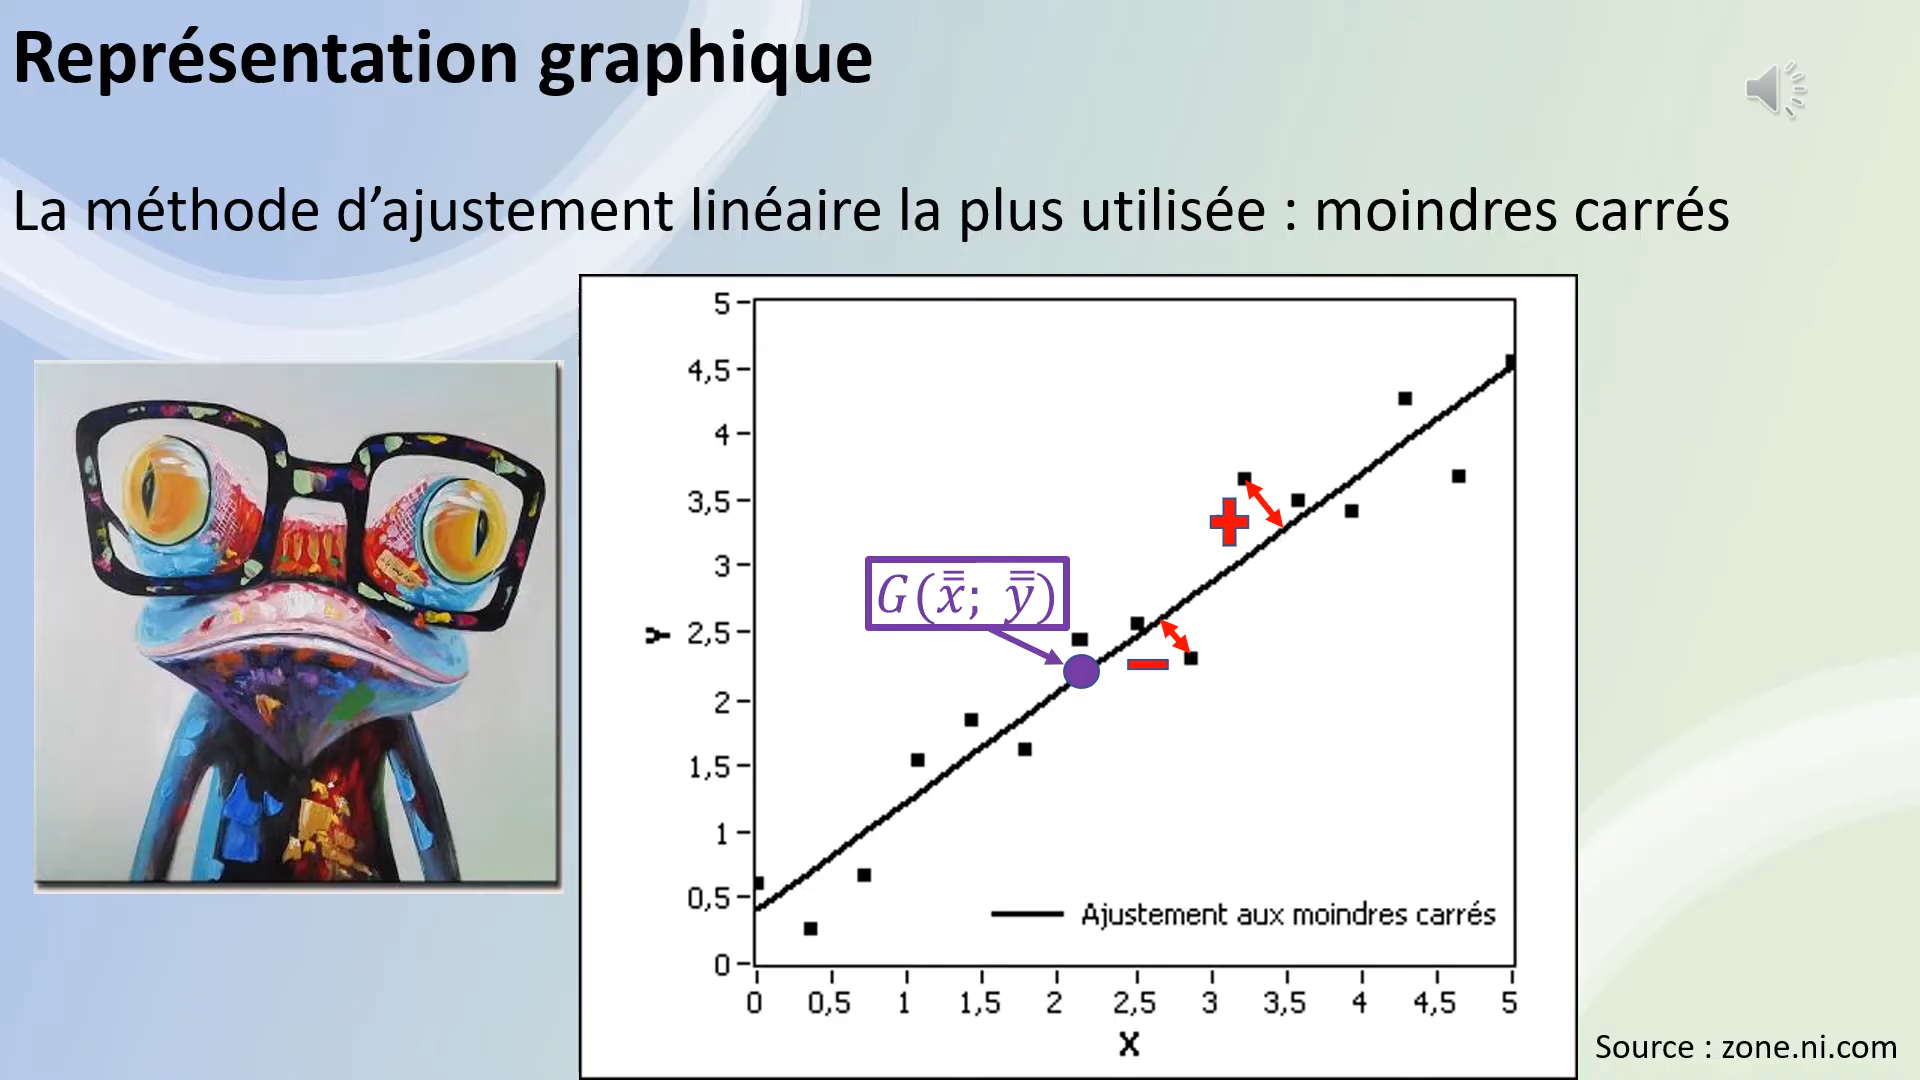 Représentation graphique
La méthode d’ajustement linéaire la plus utilisée : moindres carrés
5
4,5
4
3,5
3
2,5
2
1,5
1
0,5
0
Y
G(x̿; y̿)
+
−
Ajustement aux moindres carrés
0 0,5 1 1,5 2 2,5 3 3,5 4 4,5 5
X
Source : zone.ni.com